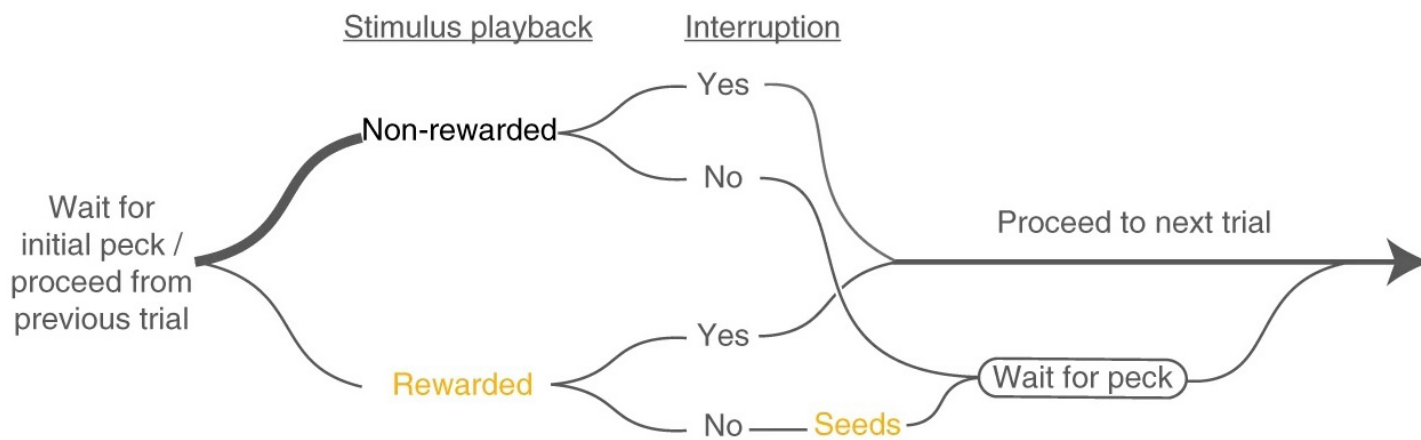 Stimulus playback
Interruption
Yes
Non-rewarded
No
Wait for
initial peck /
proceed from
previous trial
Proceed to next trial
Yes
Rewarded
Wait for peck
No
Seeds